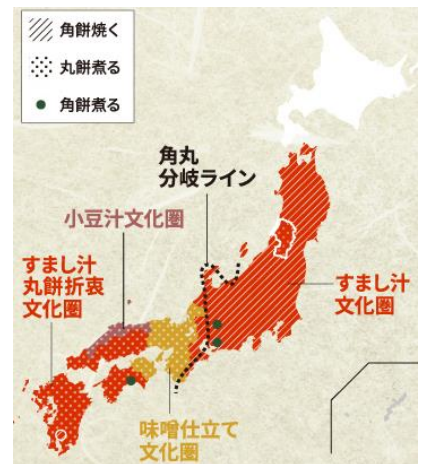 角餅焼く
丸餅煮る
角餅煮る
角丸
分岐ライン
小豆汁文化圏
すまし汁
丸餅折衷
文化圏
すまし汁
文化圏
味噌仕立て
文化圏